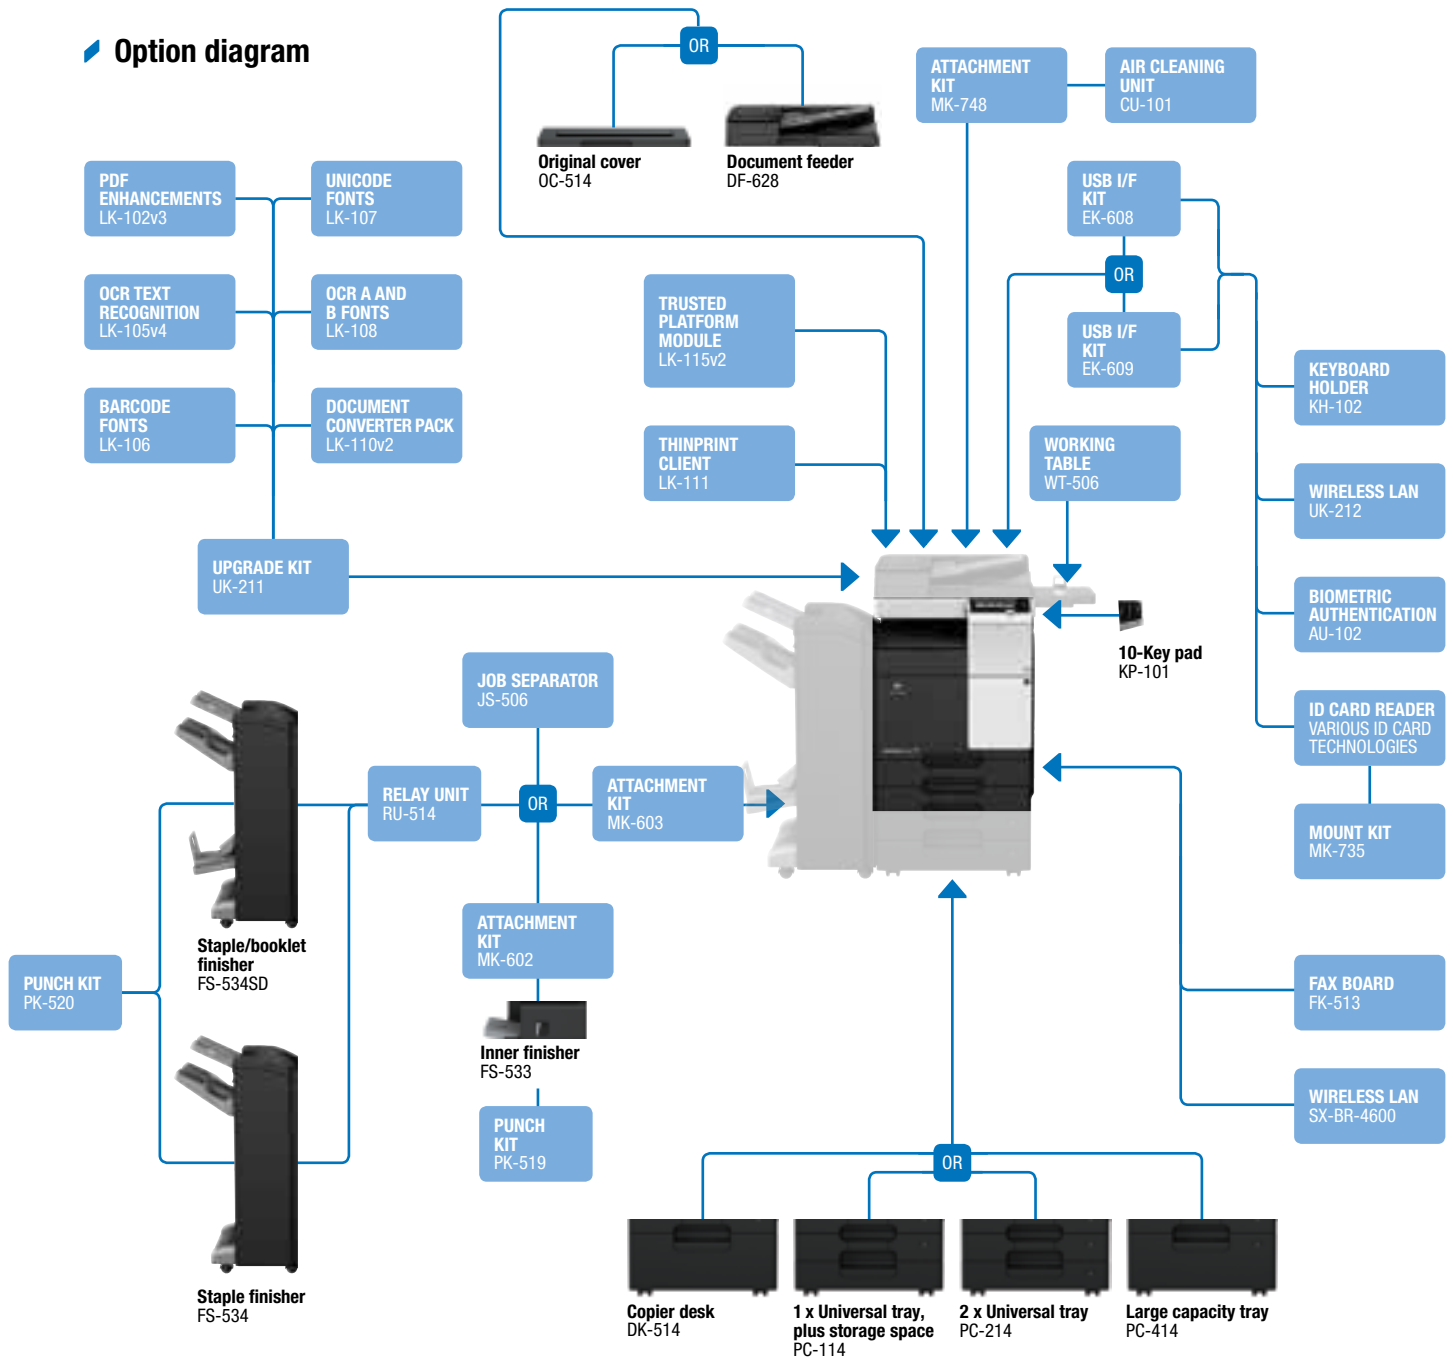 Option diagram
OR
Original cover
OC-514
Document feeder
DF-628
ATTACHMENT
KIT
MK-748
AIR CLEANING
UNIT
CU-101
PDF
ENHANCEMENTS
LK-102v3
UNICODE
FONTS
LK-107
OCR TEXT
RECOGNITION
LK-105v4
OCR A AND
B FONTS
LK-108
BARCODE
FONTS
LK-106
DOCUMENT
CONVERTER PACK
LK-110v2
UPGRADE KIT
UK-211
TRUSTED
PLATFORM
MODULE
LK-115v2
THINPRINT
CLIENT
LK-111
USB I/F
KIT
EK-608
OR
USB I/F
KIT
EK-609
WORKING
TABLE
WT-506
KEYBOARD
HOLDER
KH-102
WIRELESS LAN
UK-212
BIOMETRIC
AUTHENTICATION
AU-102
ID CARD READER
VARIOUS ID CARD
TECHNOLOGIES
MOUNT KIT
MK-735
10-Key pad
KP-101
JOB SEPARATOR
JS-506
RELAY UNIT
RU-514
OR
ATTACHMENT
KIT
MK-603
ATTACHMENT
KIT
MK-602
Inner finisher
FS-533
PUNCH
KIT
PK-519
Staple/booklet
finisher
FS-534SD
PUNCH KIT
PK-520
Staple finisher
FS-534
FAX BOARD
FK-513
WIRELESS LAN
SX-BR-4600
OR
Copier desk
DK-514
1 x Universal tray,
plus storage space
PC-114
2 x Universal tray
PC-214
Large capacity tray
PC-414